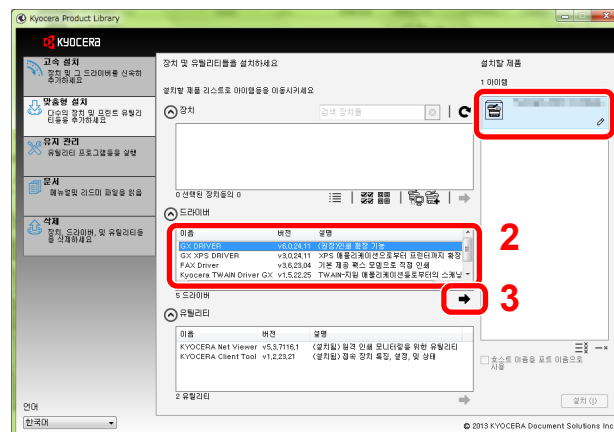 Kyocera Product Library
KYOCERA
고속 설치
장치 및 그 드라이버를 신속히
추가하세요
맞춤형 설치
다수의 장치 및 프린트 유틸리
티등을 추가하세요
유지 관리
유틸리티 프로그램등을 실행
문서
메뉴얼및 리드미 파일을 읽음
삭제
장치, 드라이버, 및 유틸리티등
을 삭제하세요
언어
한국어
장치 및 유틸리티들을 설치하세요
설치할 제품 리스트로 아이템등을 이동시키세요
장치
검색 장치들
0 선택된 장치등의 0
드라이버
이름 버전 설명
GX DRIVER v6,0,24,11 (권장)인쇄 확장 기능
GX XPS DRIVER v3,0,24,11 XPS 애플리케이션으로부터 프린터까지 확장
FAX Driver v3,6,23,04 기본 제공 팩스 모뎀으로 직접 인쇄
Kyocera TWAIN Driver GX v1,5,22,25 TWAIN-지원 애플리케이션들로부터의 스캐닝
5 드라이버
2
3
유틸리티
이름 버전 설명
KYOCERA Net Viewer v5,3,7116,1 (설치됨) 원격 인쇄 모니터링을 위한 유틸리티
KYOCERA Client Tool v1,2,23,21 (설치됨) 접속 장치 특징, 설정, 및 상태
2 유틸리티
설치할 제품
1 아이템
호스트 이름을 포트 이름으로
사용
설치 (I)
© 2013 KYOCERA Document Solutions Inc